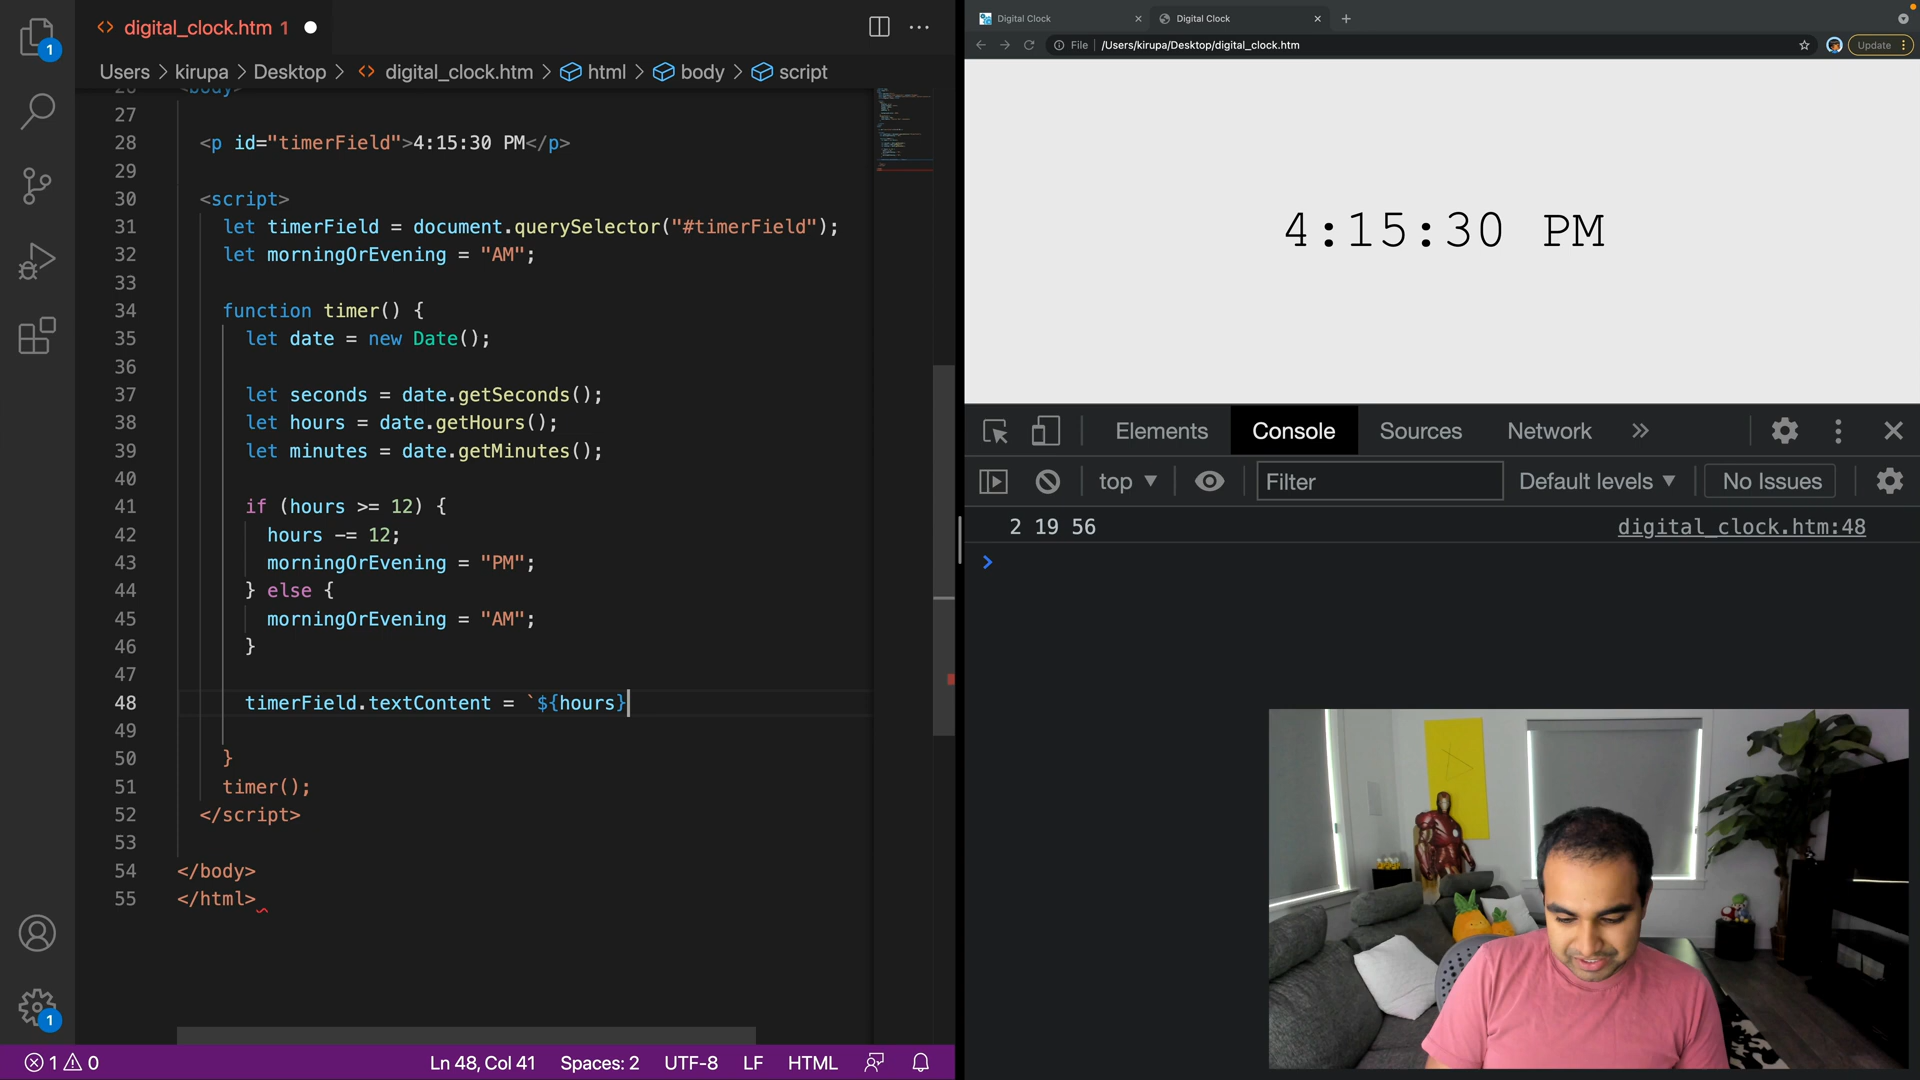 digital_clock.htm 1
Users > kirupa > Desktop > digital_clock.htm > html > body > script
26 <body>
27
28 <p id="timerField">4:15:30 PM</p>
29
30 <script>
31 let timerField = document.querySelector("#timerField");
32 let morningOrEvening = "AM";
33
34 function timer() {
35 let date = new Date();
36
37 let seconds = date.getSeconds();
38 let hours = date.getHours();
39 let minutes = date.getMinutes();
40
41 if (hours >= 12) {
42 hours -= 12;
43 morningOrEvening = "PM";
44 } else {
45 morningOrEvening = "AM";
46 }
47
48 timerField.textContent = `${hours}
49
50 }
51 timer();
52 </script>
53
54 </body>
55 </html>
1
1
1 0 Ln 48, Col 41 Spaces: 2 UTF-8 LF HTML
Digital Clock × Digital Clock × +
File | /Users/kirupa/Desktop/digital_clock.htm Update
4:15:30 PM
Elements Console Sources Network »
top ▼ Filter Default levels ▼ No Issues
2 19 56 digital_clock.htm:48
>